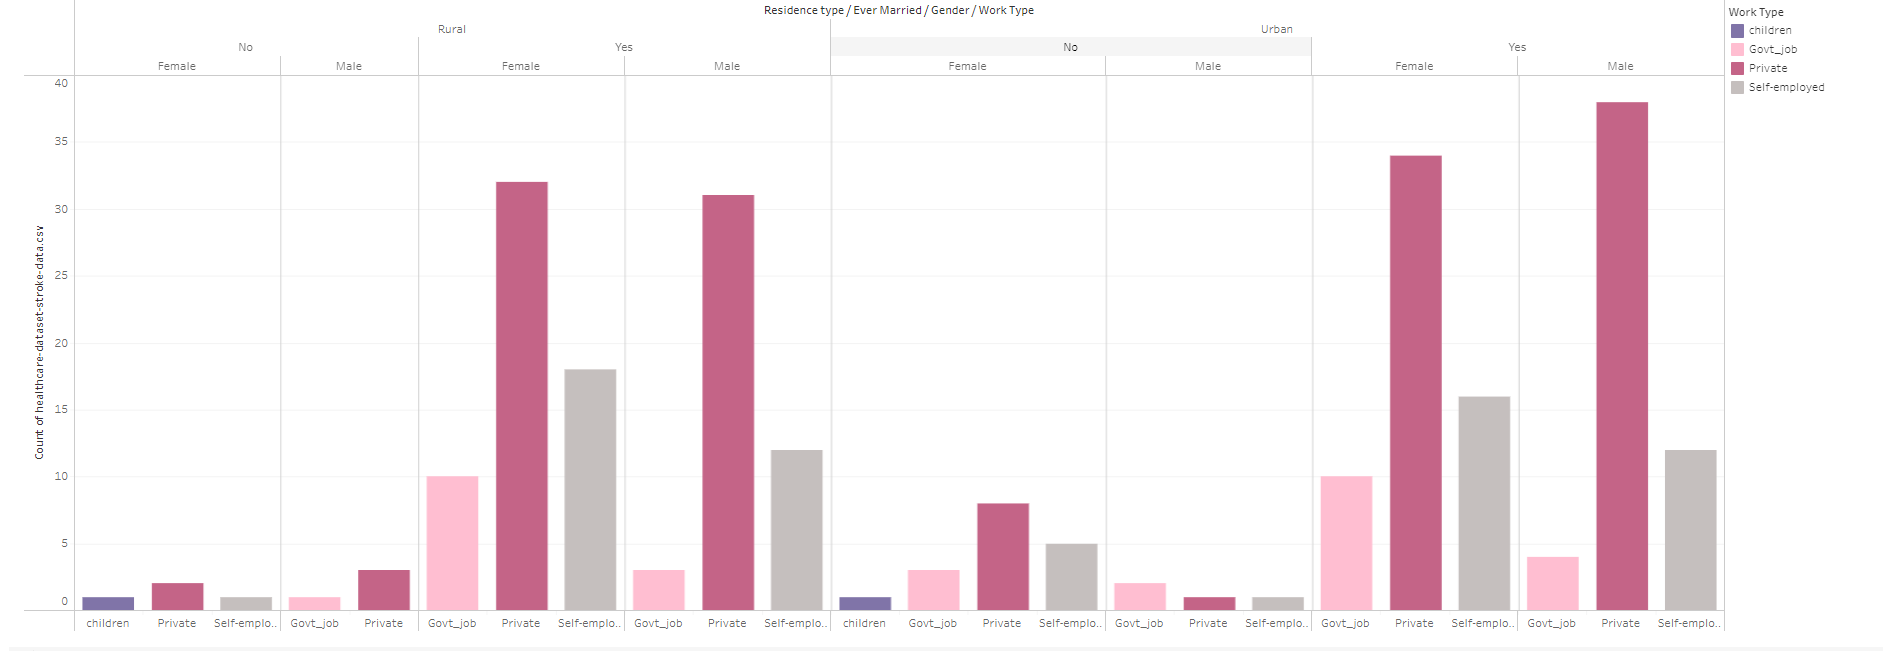 Residence type / Ever Married / Gender / Work Type
Rural Urban
No Yes No Yes
Female Male Female Male Female Male Female Male
40
35
30
25
20
15
10
5
0
Count of healthcare-dataset-stroke-data.csv
children Private Self-emplo.. Govt_job Private Govt_job Private Self-emplo.. Govt_job Private Self-emplo.. children Govt_job Private Self-emplo.. Govt_job Private Self-emplo.. Govt_job Private Self-emplo.. Govt_job Private Self-emplo..
Work Type
children
Govt_job
Private
Self-employed